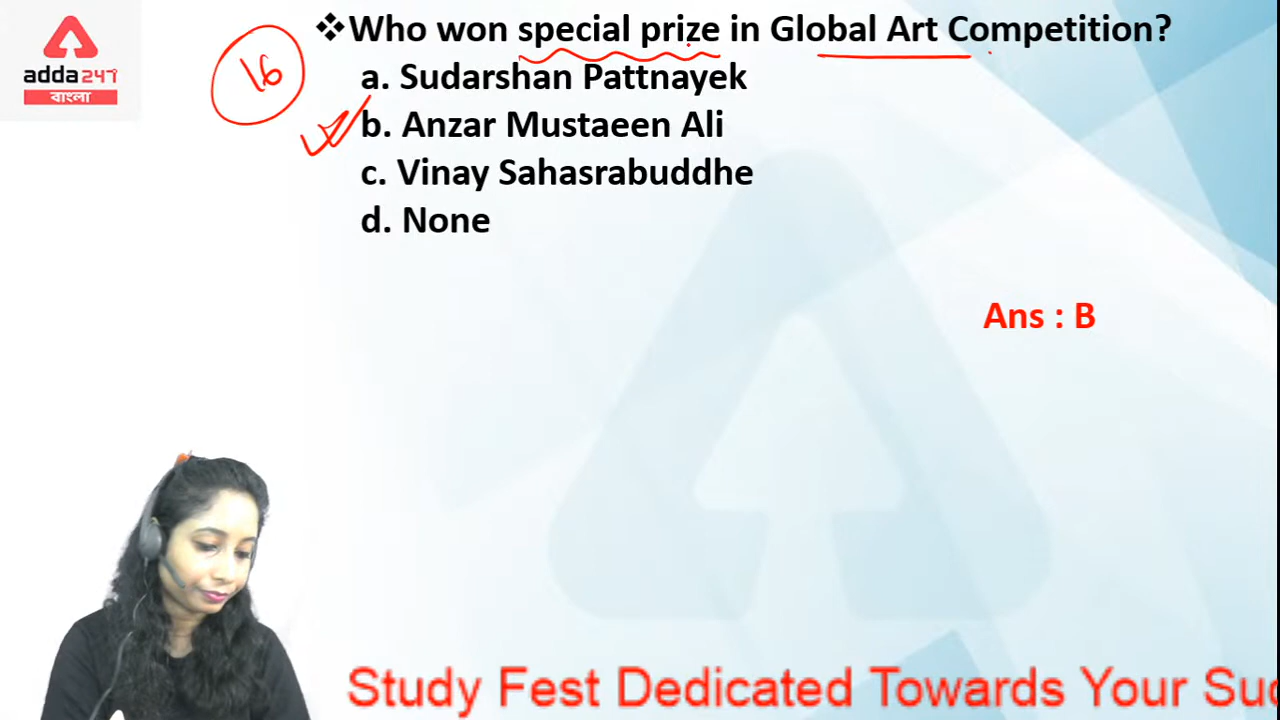 adda247
বাংলা
16
❖Who won special prize in Global Art Competition?
a. Sudarshan Pattnayek
b. Anzar Mustaeen Ali
c. Vinay Sahasrabuddhe
d. None
Ans : B
Study Fest Dedicated Towards Your Suc